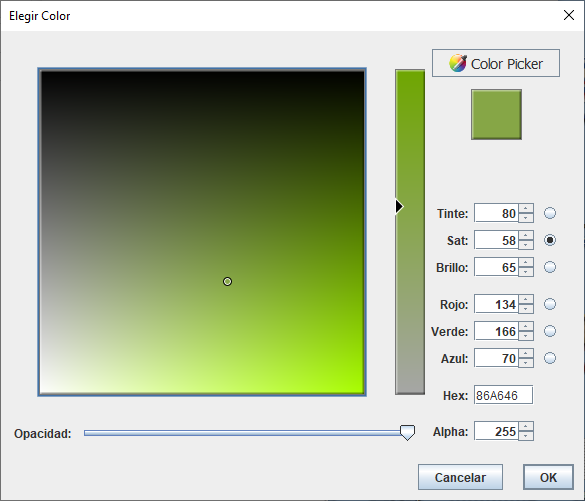 Elegir Color
Color Picker
Tinte: 80
Sat: 58
Brillo: 65
Rojo: 134
Verde: 166
Azul: 70
Hex: 86A646
Opacidad:
Alpha: 255
Cancelar
OK